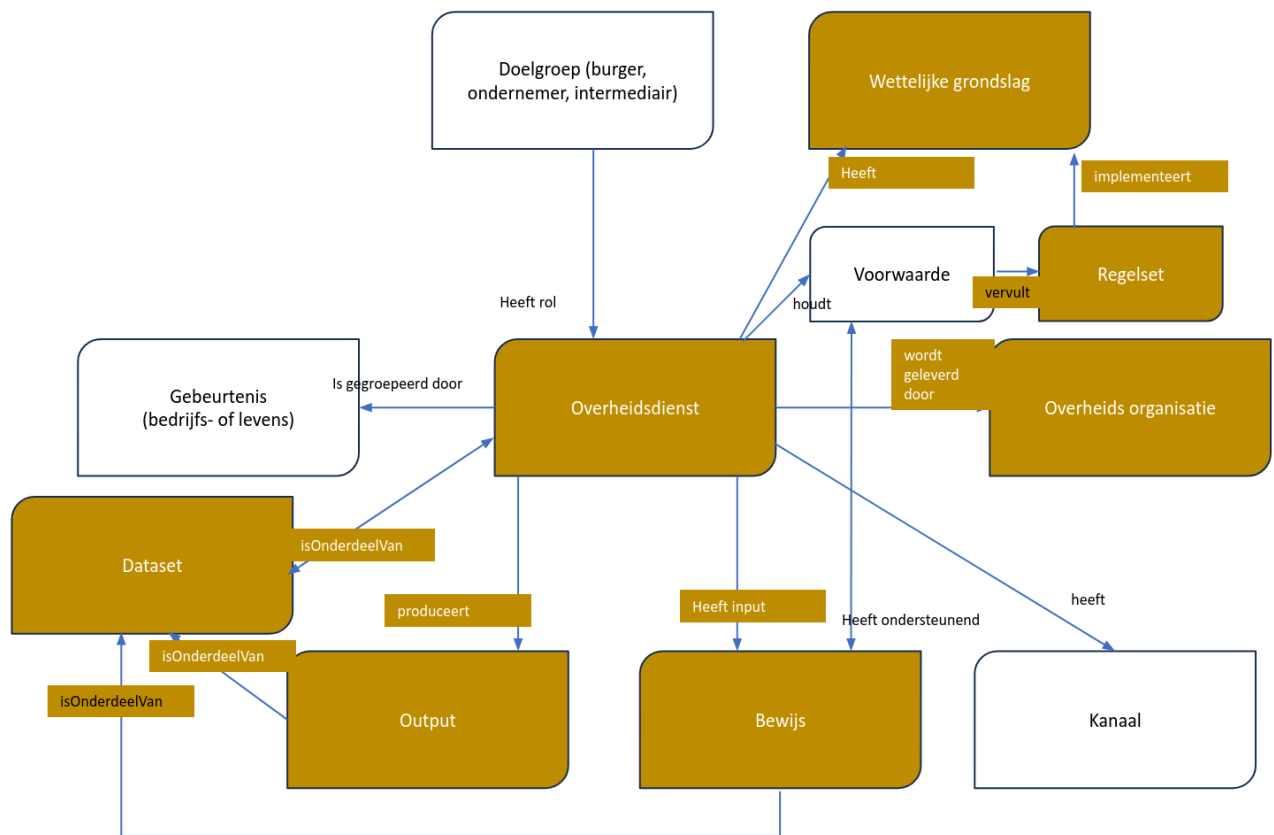 Doelgroep (burger,
ondernemer, intermediair)
Wettelijke grondslag
Heeft
implementeert
Voorwaarde
Regelset
vervult
houdt
Heeft rol
wordt
geleverd
door
Gebeurtenis
(bedrijfs- of levens)
Is gegroepeerd door
Overheidsdienst
Overheids organisatie
Dataset
isOnderdeelVan
produceert
Heeft input
heeft
Heeft ondersteunend
isOnderdeelVan
isOnderdeelVan
Output
Bewijs
Kanaal